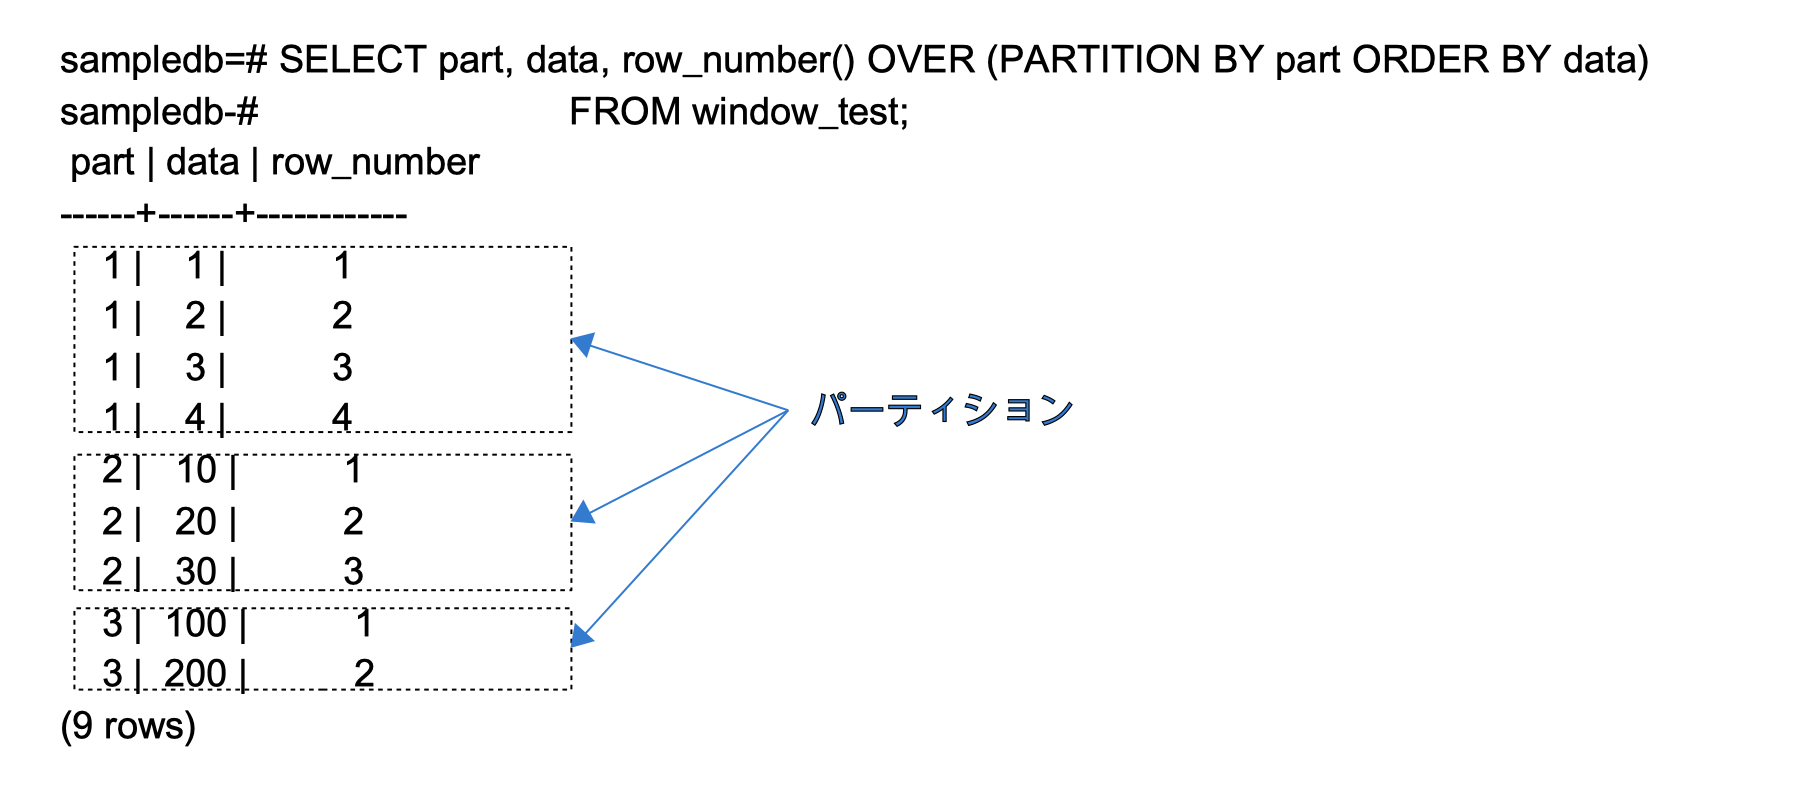 sampledb=# SELECT part, data, row_number() OVER (PARTITION BY part ORDER BY data)
sampledb-# FROM window_test;
part | data | row_number
------+------+------------
1 | 1 | 1
1 | 2 | 2
1 | 3 | 3
1 | 4 | 4
パーティション
2 | 10 | 1
2 | 20 | 2
2 | 30 | 3
3 | 100 | 1
3 | 200 | 2
(9 rows)